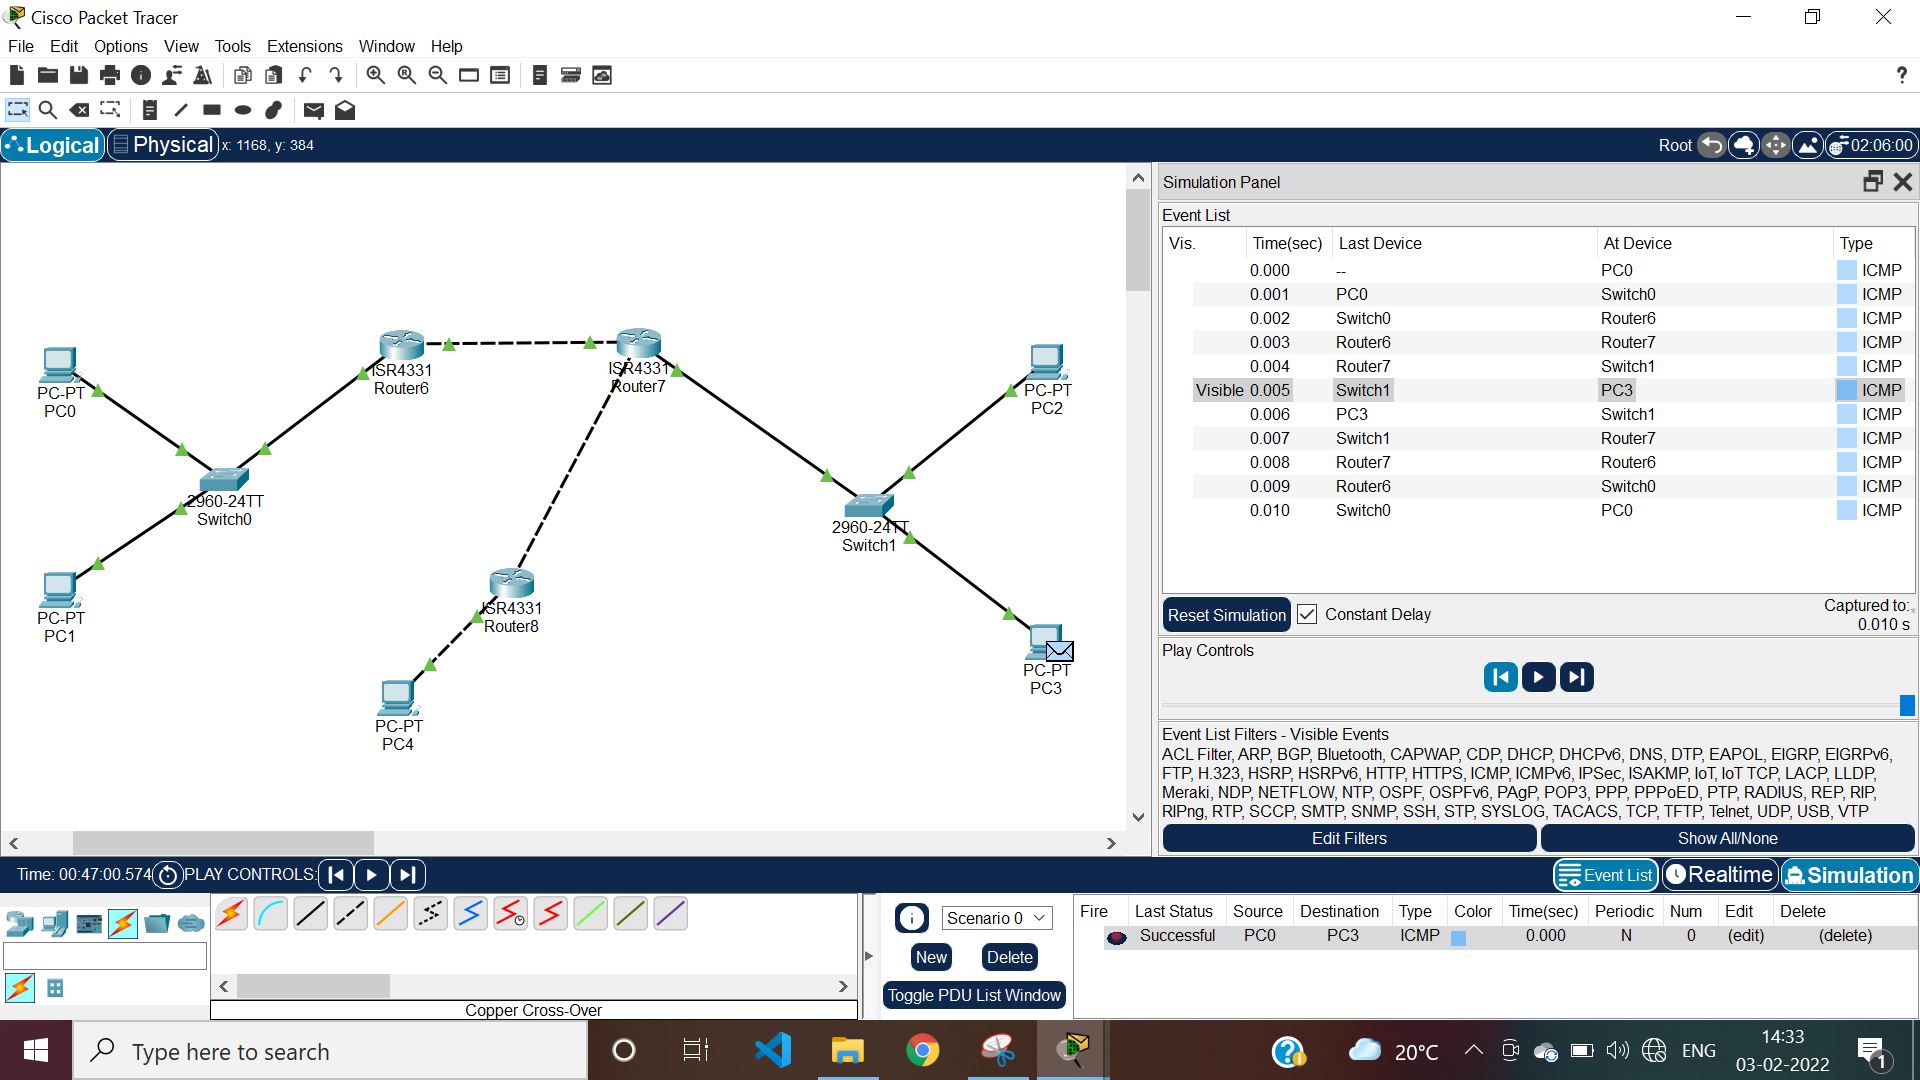 Cisco Packet Tracer
File Edit Options View Tools Extensions Window Help
?
Logical Physical x: 1168, y: 384 Root 02:06:00
Simulation Panel
Event List
Vis. Time(sec) Last Device At Device Type
0.000 -- PC0 ICMP
0.001 PC0 Switch0 ICMP
0.002 Switch0 Router6 ICMP
0.003 Router6 Router7 ICMP
0.004 Router7 Switch1 ICMP
Visible 0.005 Switch1 PC3 ICMP
0.006 PC3 Switch1 ICMP
0.007 Switch1 Router7 ICMP
0.008 Router7 Router6 ICMP
0.009 Router6 Switch0 ICMP
0.010 Switch0 PC0 ICMP
Reset Simulation Constant Delay Captured to:
0.010 s
Play Controls
Event List Filters - Visible Events
ACL Filter, ARP, BGP, Bluetooth, CAPWAP, CDP, DHCP, DHCPv6, DNS, DTP, EAPOL, EIGRP, EIGRPv6,
FTP, H.323, HSRP, HSRPv6, HTTP, HTTPS, ICMP, ICMPv6, IPSec, ISAKMP, IoT, IoT TCP, LACP, LLDP,
Meraki, NDP, NETFLOW, NTP, OSPF, OSPFv6, PAgP, POP3, PPP, PPPoED, PTP, RADIUS, REP, RIP,
RIPng, RTP, SCCP, SMTP, SNMP, SSH, STP, SYSLOG, TACACS, TCP, TFTP, Telnet, UDP, USB, VTP
Edit Filters Show All/None
ISR4331
Router6
ISR4331
Router7
PC-PT
PC0
PC-PT
PC2
2960-24TT
Switch0
2960-24TT
Switch1
PC-PT
PC1
ISR4331
Router8
PC-PT
PC3
PC-PT
PC4
Time: 00:47:00.574 PLAY CONTROLS: Event List Realtime Simulation
Copper Cross-Over
Scenario 0
New Delete
Toggle PDU List Window
Fire Last Status Source Destination Type Color Time(sec) Periodic Num Edit Delete
Successful PC0 PC3 ICMP 0.000 N 0 (edit) (delete)
Type here to search
20°C ENG
14:33
03-02-2022
1